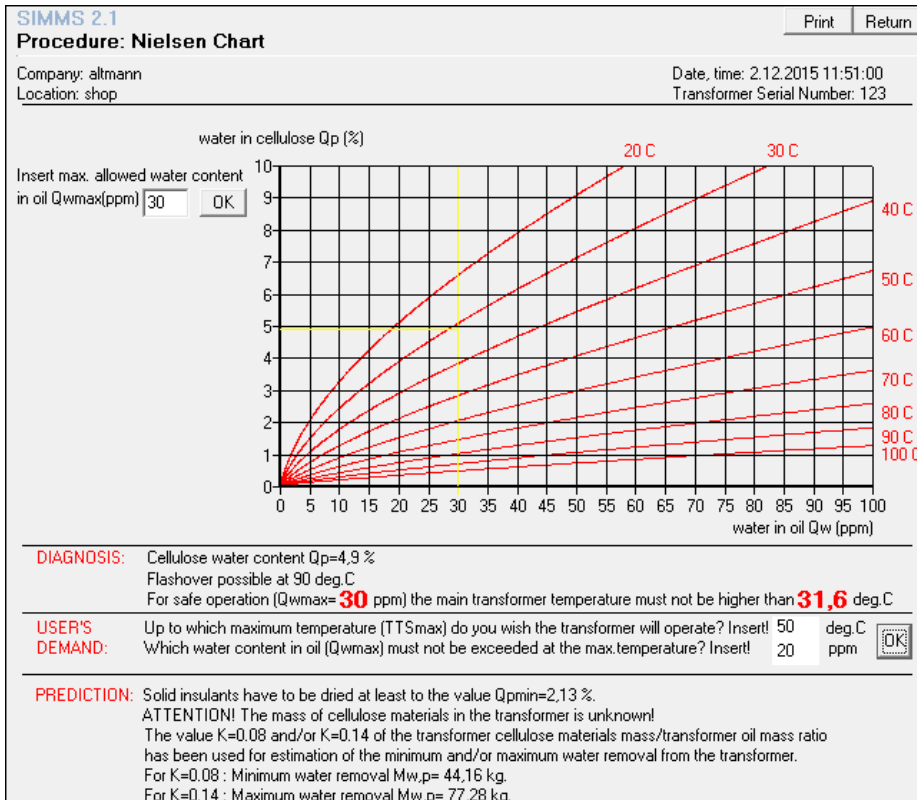 SIMMS 2.1
Print Return
Procedure: Nielsen Chart
Company: altmann
Date, time: 2.12.2015 11:51:00
Location: shop
Transformer Serial Number: 123
water in cellulose Qp (%)
20 C 30 C
Insert max. allowed water content
in oil Qwmax(ppm) 30 OK
10
9
8
7
6
5
4
3
2
1
0
40 C
50 C
60 C
70 C
80 C
90 C
100 C
0 5 10 15 20 25 30 35 40 45 50 55 60 65 70 75 80 85 90 95 100
water in oil Qw (ppm)
DIAGNOSIS: Cellulose water content Qp=4,9 %
Flashover possible at 90 deg.C
For safe operation (Qwmax= 30 ppm) the main transformer temperature must not be higher than 31,6 deg.C
USER'S DEMAND:
Up to which maximum temperature (TTSmax) do you wish the transformer will operate? Insert! 50 deg.C
Which water content in oil (Qwmax) must not be exceeded at the max.temperature? Insert! 20 ppm
OK
PREDICTION: Solid insulants have to be dried at least to the value Qpmin=2,13 %.
ATTENTION! The mass of cellulose materials in the transformer is unknown!
The value K=0.08 and/or K=0.14 of the transformer cellulose materials mass/transformer oil mass ratio
has been used for estimation of the minimum and/or maximum water removal from the transformer.
For K=0.08 : Minimum water removal Mw,p= 44,16 kg.
For K=0.14 : Maximum water removal Mw,p= 77,28 kg.